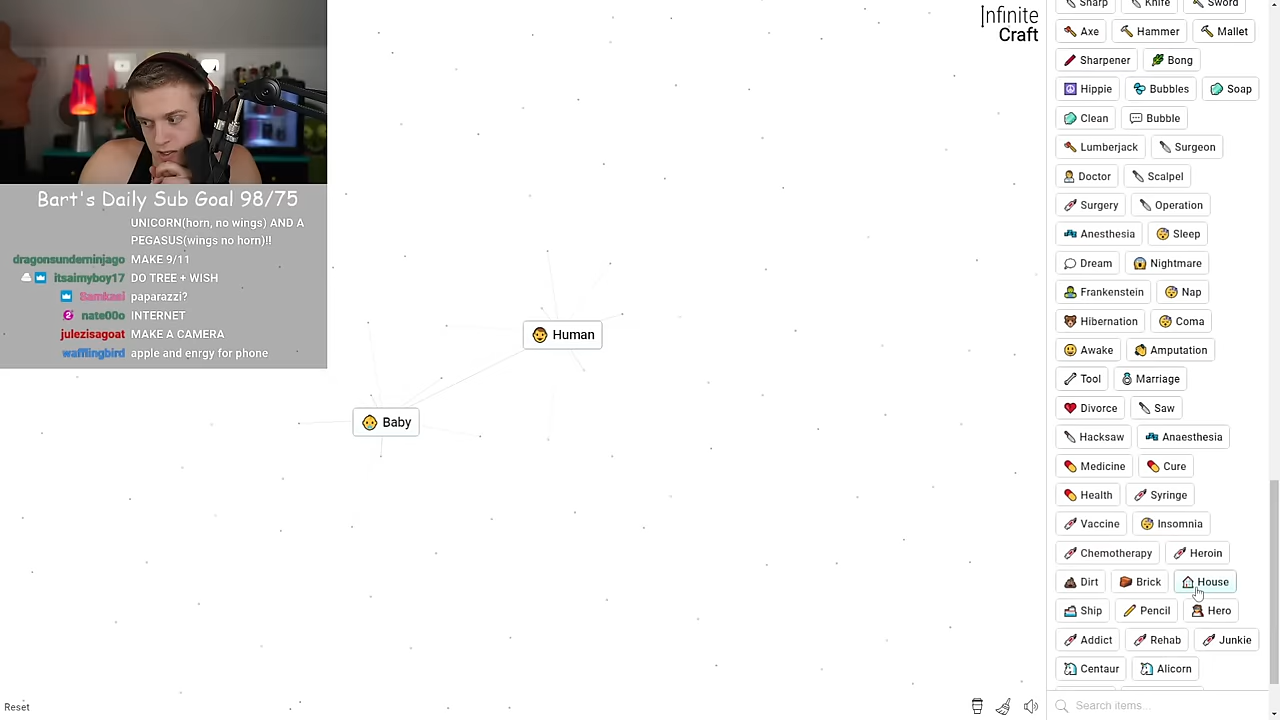 Infinite
Craft
Bart's Daily Sub Goal 98/75
UNICORN(horn, no wings) AND A
PEGASUS(wings no horn)!!
dragonsunderninjago MAKE 9/11
itsaimyboy17 DO TREE + WISH
Samkasi paparazzi?
nate00o INTERNET
julezisagoat MAKE A CAMERA
wafflingbird apple and enrgy for phone
Human
Baby
Sharp Knife Sword
Axe Hammer Mallet
Sharpener Bong
Hippie Bubbles Soap
Clean Bubble
Lumberjack Surgeon
Doctor Scalpel
Surgery Operation
Anesthesia Sleep
Dream Nightmare
Frankenstein Nap
Hibernation Coma
Awake Amputation
Tool Marriage
Divorce Saw
Hacksaw Anaesthesia
Medicine Cure
Health Syringe
Vaccine Insomnia
Chemotherapy Heroin
Dirt Brick House
Ship Pencil Hero
Addict Rehab Junkie
Centaur Alicorn
Reset
Search items...